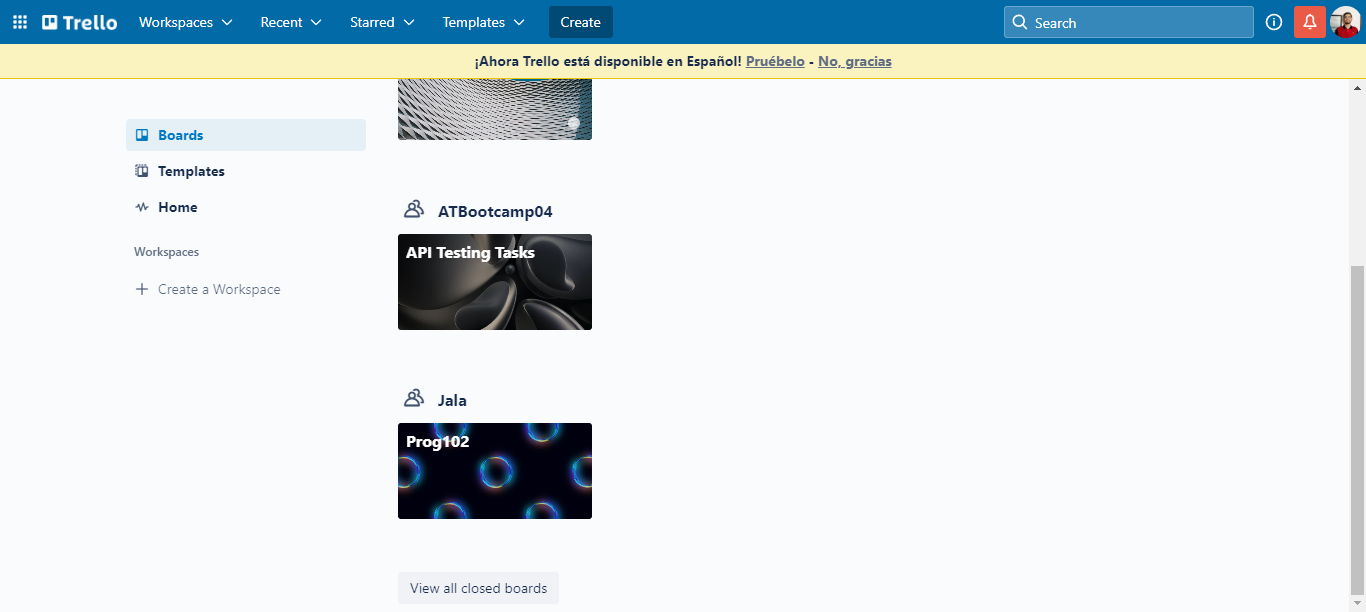 Trello Workspaces Recent Starred Templates Create Search
¡Ahora Trello está disponible en Español! Pruébelo - No, gracias
Boards
Templates
Home
Workspaces
Create a Workspace
ATBootcamp04
API Testing Tasks
Jala
Prog102
View all closed boards